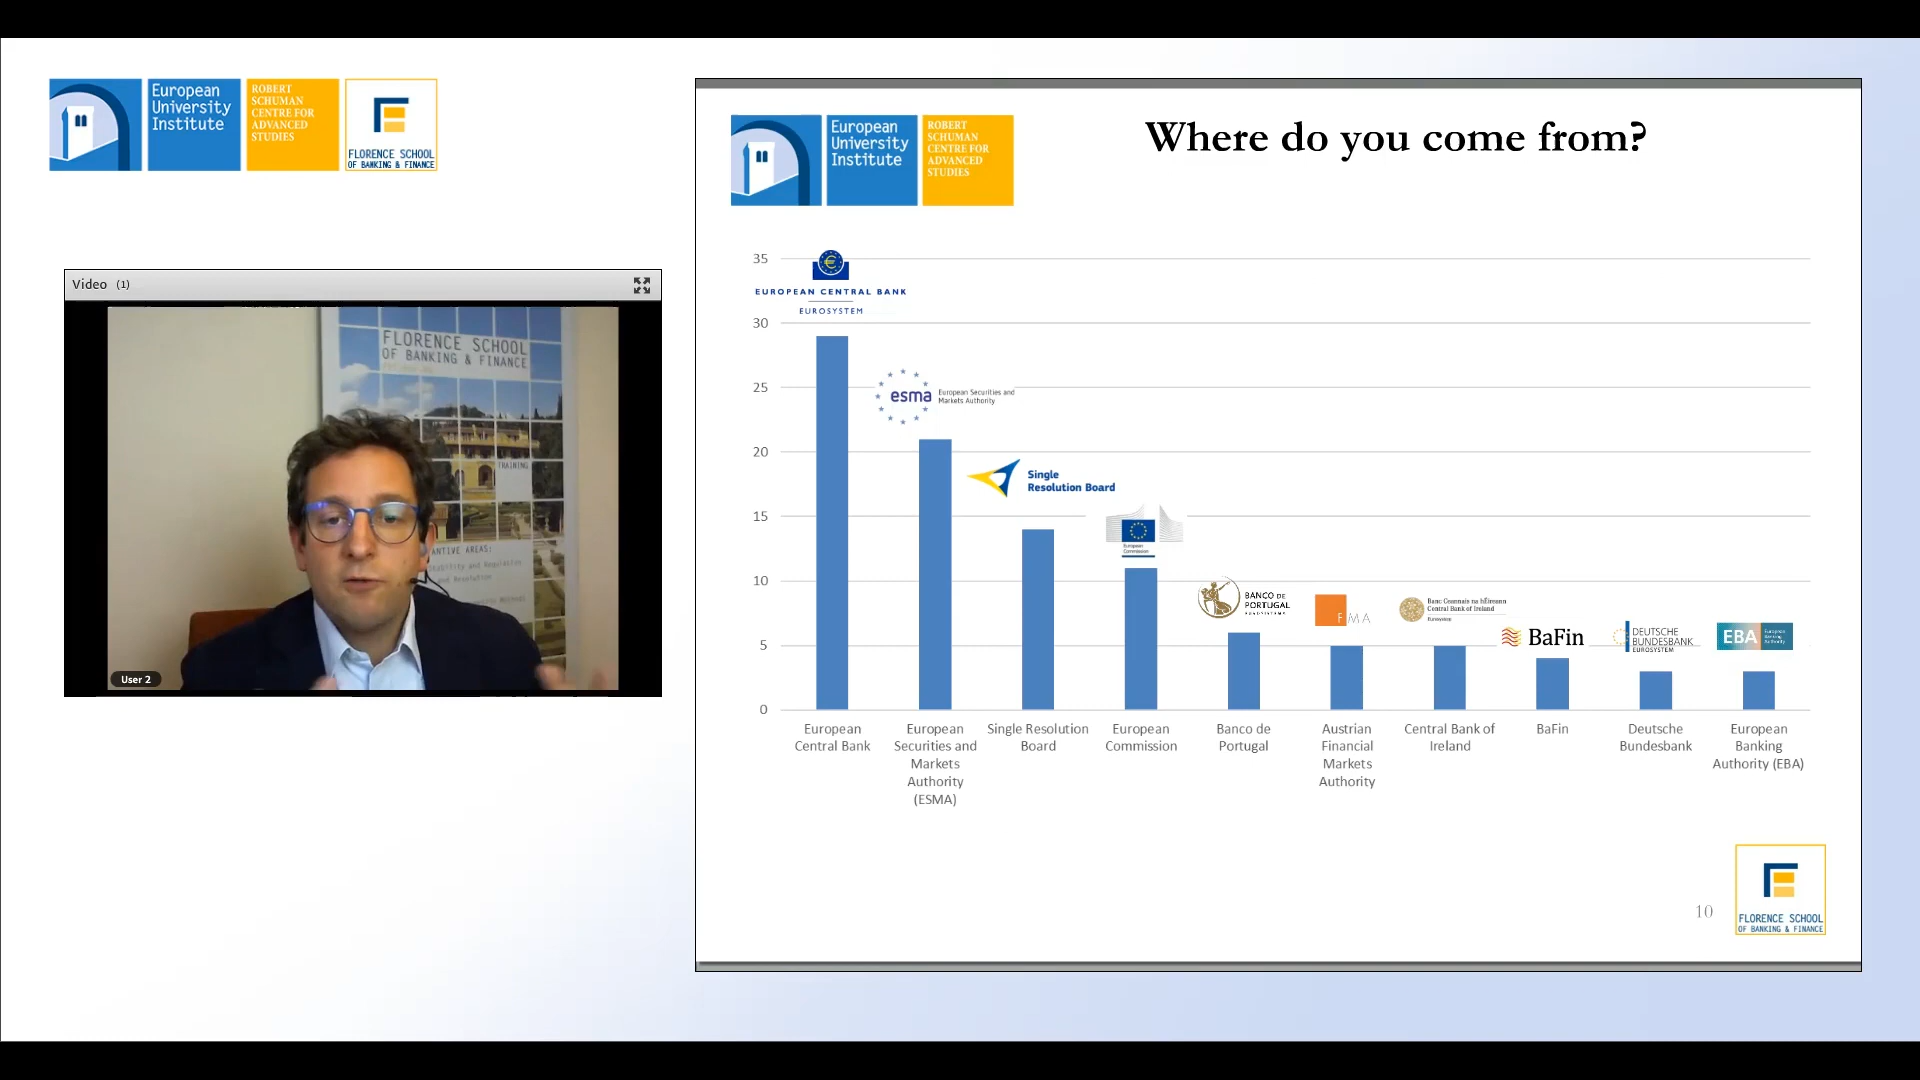 European
University
Institute
ROBERT
SCHUMAN
CENTRE FOR
ADVANCED
STUDIES
FLORENCE SCHOOL
OF BANKING & FINANCE
Video (1)
FLORENCE SCHOOL
OF BANKING & FINANCE
TRAINING
ANTIVE AREAS:
and Resolution
User 2
European
University
Institute
ROBERT
SCHUMAN
CENTRE FOR
ADVANCED
STUDIES
Where do you come from?
35
30
25
20
15
10
5
0
EUROPEAN CENTRAL BANK
EUROSYSTEM
esma
European Securities and
Markets Authority
Single
Resolution Board
European
Commission
BANCO DE
PORTUGAL
EUROSISTEMA
FMA
Banc Ceannais na hÉireann
Central Bank of Ireland
Eurosystem
BaFin
DEUTSCHE
BUNDESBANK
EUROSYSTEM
EBA
European
Banking
Authority
European
Central Bank
European
Securities and
Markets
Authority
(ESMA)
Single Resolution
Board
European
Commission
Banco de
Portugal
Austrian
Financial
Markets
Authority
Central Bank of
Ireland
BaFin
Deutsche
Bundesbank
European
Banking
Authority (EBA)
10
FLORENCE SCHOOL
OF BANKING & FINANCE